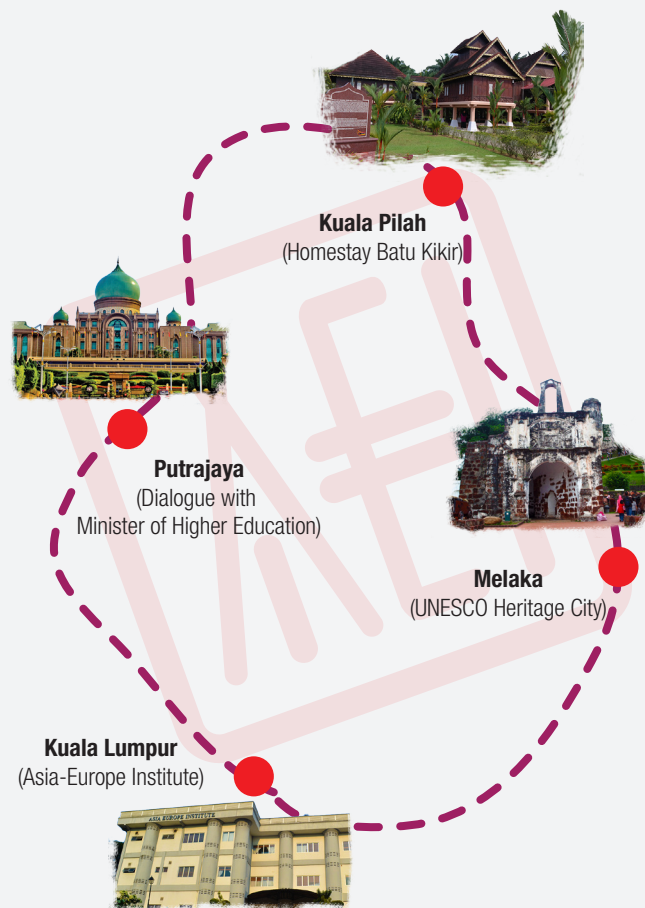 Kuala Pilah
(Homestay Batu Kikir)
Putrajaya
(Dialogue with
Minister of Higher Education)
Melaka
(UNESCO Heritage City)
Kuala Lumpur
(Asia-Europe Institute)
ASIA EUROPE INSTITUTE
AEI